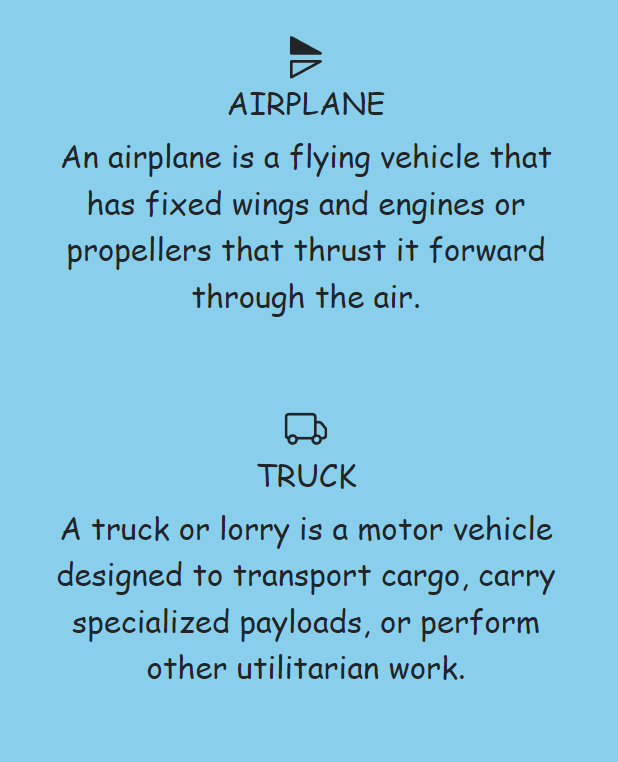 AIRPLANE
An airplane is a flying vehicle that
has fixed wings and engines or
propellers that thrust it forward
through the air.
TRUCK
A truck or lorry is a motor vehicle
designed to transport cargo, carry
specialized payloads, or perform
other utilitarian work.